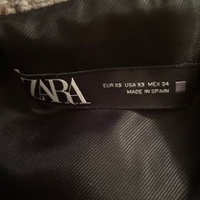 ZARA
EUR XS USA XS MEX 24
MADE IN SPAIN